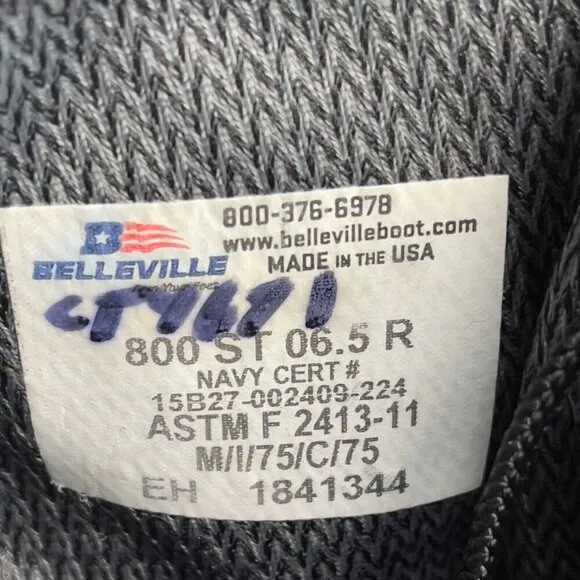 800-376-6978
www.bellevilleboot.com
BELLEVILLE
MADE IN THE USA
800 ST 06.5 R
NAVY CERT #
15B27-002409-224
ASTM F 2413-11
M/I/75/C/75
EH 1841344